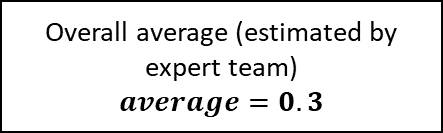 Overall average (estimated by
expert team)
average = 0.3